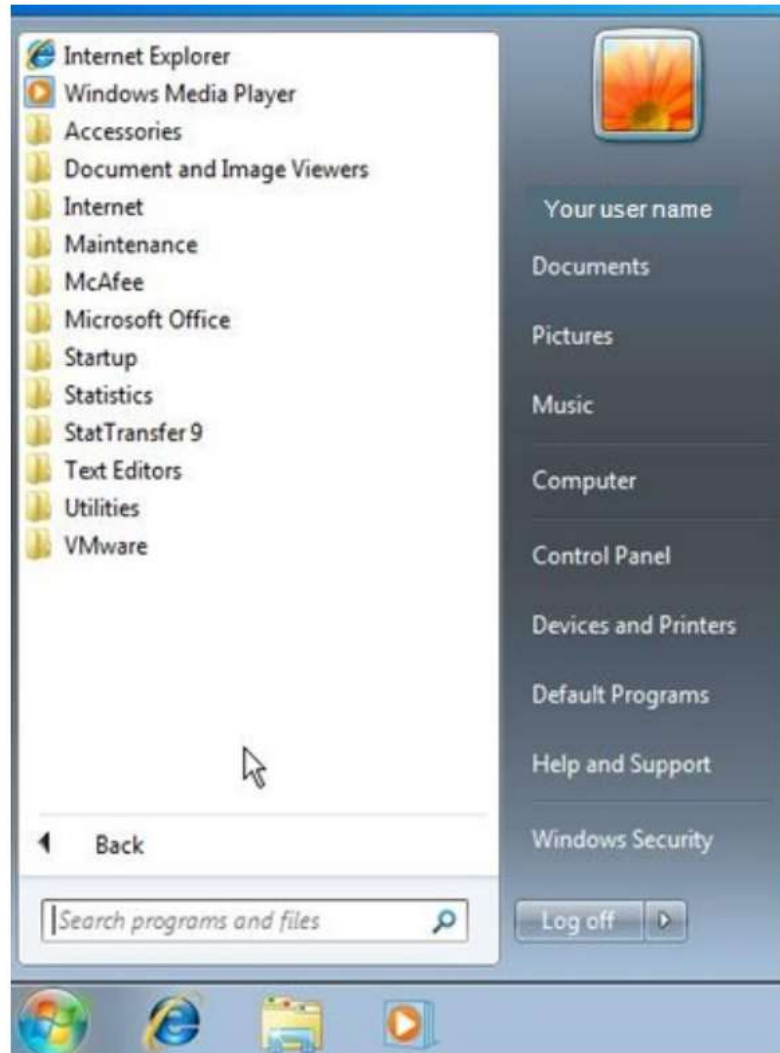 Internet Explorer
Windows Media Player
Accessories
Document and Image Viewers
Internet
Maintenance
McAfee
Microsoft Office
Startup
Statistics
StatTransfer 9
Text Editors
Utilities
VMware
Back
Search programs and files
Your user name
Documents
Pictures
Music
Computer
Control Panel
Devices and Printers
Default Programs
Help and Support
Windows Security
Log off